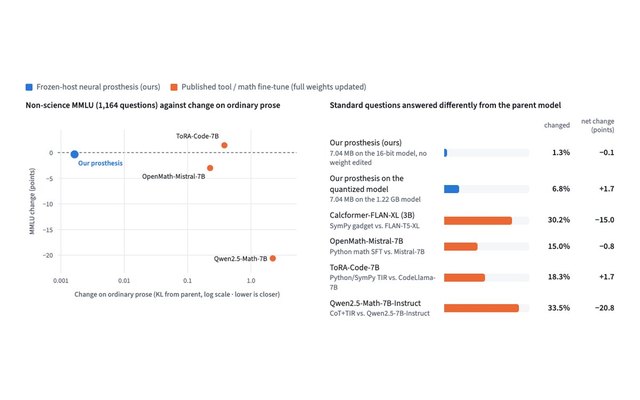 Frozen-host neural prosthesis (ours) Published tool / math fine-tune (full weights updated)
Non-science MMLU (1,164 questions) against change on ordinary prose
MMLU change (points)
0
−5
−10
−15
−20
ToRA-Code-7B
Our prosthesis
OpenMath-Mistral-7B
Qwen2.5-Math-7B
0.001 0.01 0.1 1.0
Change on ordinary prose (KL from parent, log scale · lower is closer)
Standard questions answered differently from the parent model
changed net change
(points)
Our prosthesis (ours)
7.04 MB on the 16-bit model, no
weight edited
1.3% −0.1
Our prosthesis on the
quantized model
7.04 MB on the 1.22 GB model
6.8% +1.7
Calcformer-FLAN-XL (3B)
SymPy gadget vs. FLAN-T5-XL
30.2% −15.0
OpenMath-Mistral-7B
Python math SFT vs. Mistral-7B
15.0% −0.8
ToRA-Code-7B
Python/SymPy TIR vs. CodeLlama-
7B
18.3% +1.7
Qwen2.5-Math-7B-Instruct
CoT+TIR vs. Qwen2.5-7B-Instruct
33.5% −20.8